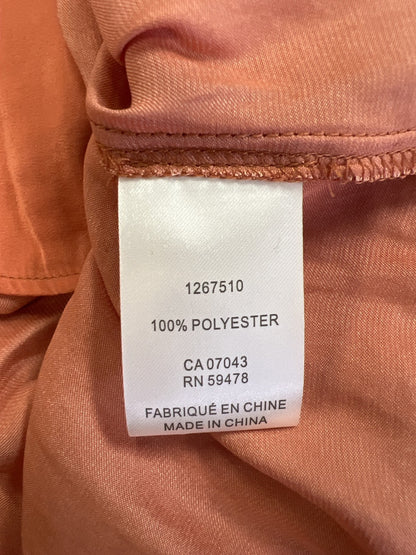 1267510
100% POLYESTER
CA 07043
RN 59478
FABRIQUÉ EN CHINE
MADE IN CHINA